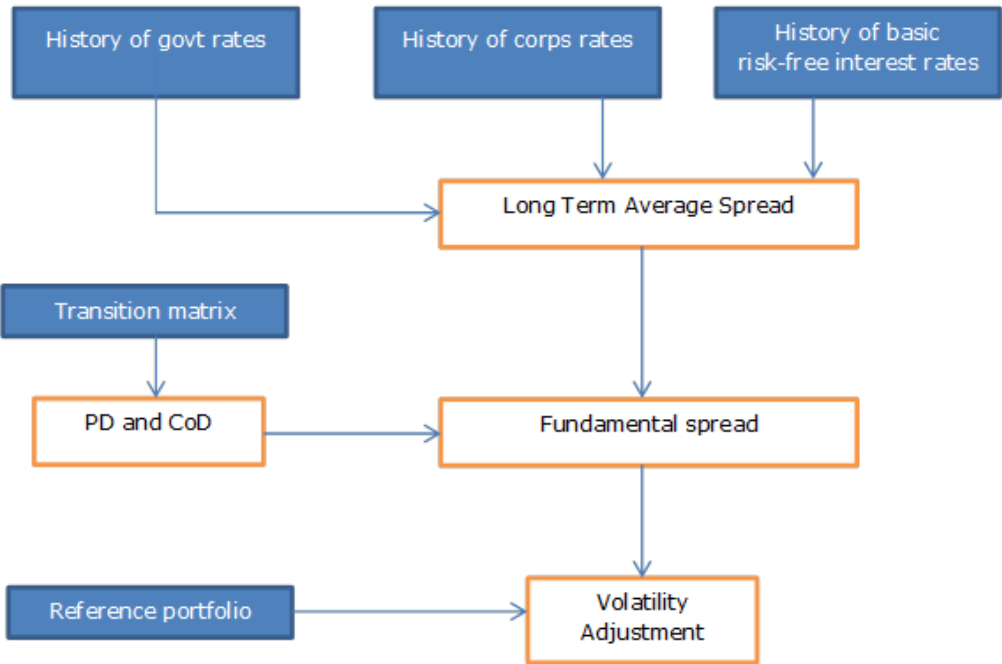 History of govt rates
History of corps rates
History of basic
risk-free interest rates
Long Term Average Spread
Transition matrix
PD and CoD
Fundamental spread
Reference portfolio
Volatility
Adjustment